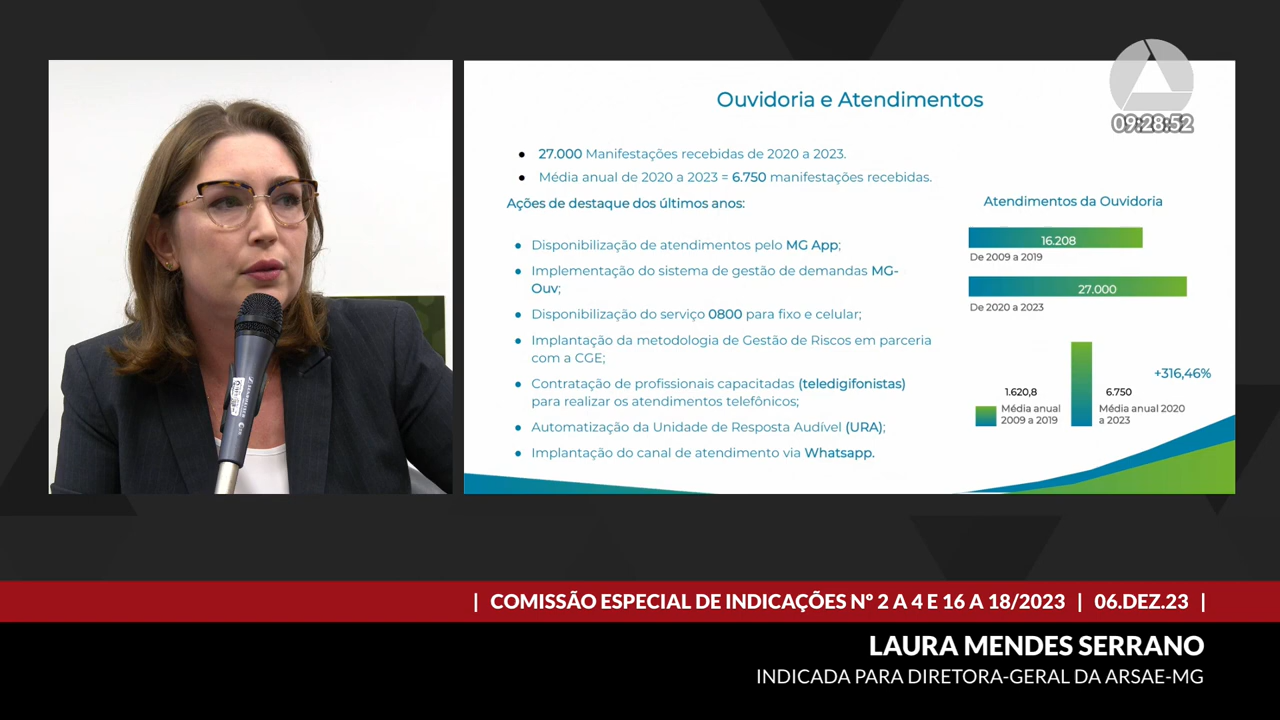 Ouvidoria e Atendimentos
09:28:52
27.000 Manifestações recebidas de 2020 a 2023.
Média anual de 2020 a 2023 = 6.750 manifestações recebidas.
Ações de destaque dos últimos anos:
Disponibilização de atendimentos pelo MG App;
Implementação do sistema de gestão de demandas MG-
Ouv;
Disponibilização do serviço 0800 para fixo e celular;
Implantação da metodologia de Gestão de Riscos em parceria
com a CGE;
Contratação de profissionais capacitadas (teledigifonistas)
para realizar os atendimentos telefônicos;
Automatização da Unidade de Resposta Audível (URA);
Implantação do canal de atendimento via Whatsapp.
Atendimentos da Ouvidoria
16.208
De 2009 a 2019
27.000
De 2020 a 2023
+316,46%
1.620,8
Média anual
2009 a 2019
6.750
Média anual 2020
a 2023
| COMISSÃO ESPECIAL DE INDICAÇÕES Nº 2 A 4 E 16 A 18/2023 | 06.DEZ.23 |
LAURA MENDES SERRANO
INDICADA PARA DIRETORA-GERAL DA ARSAE-MG